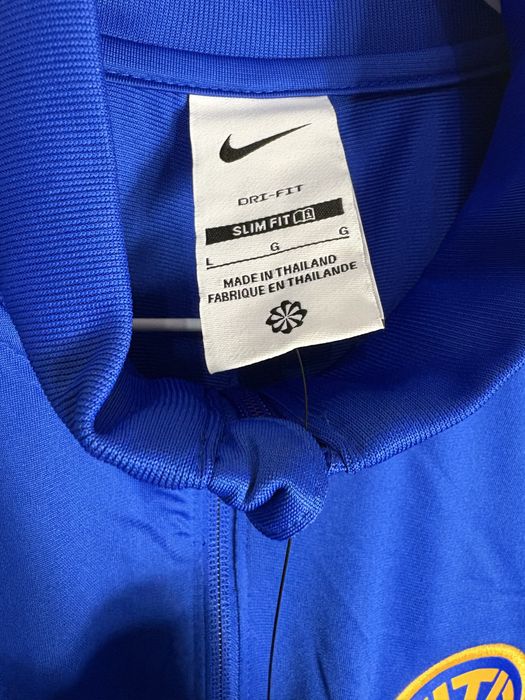 DRI-FIT
SLIM FIT
L G G
MADE IN THAILAND
FABRIQUE EN THAILANDE